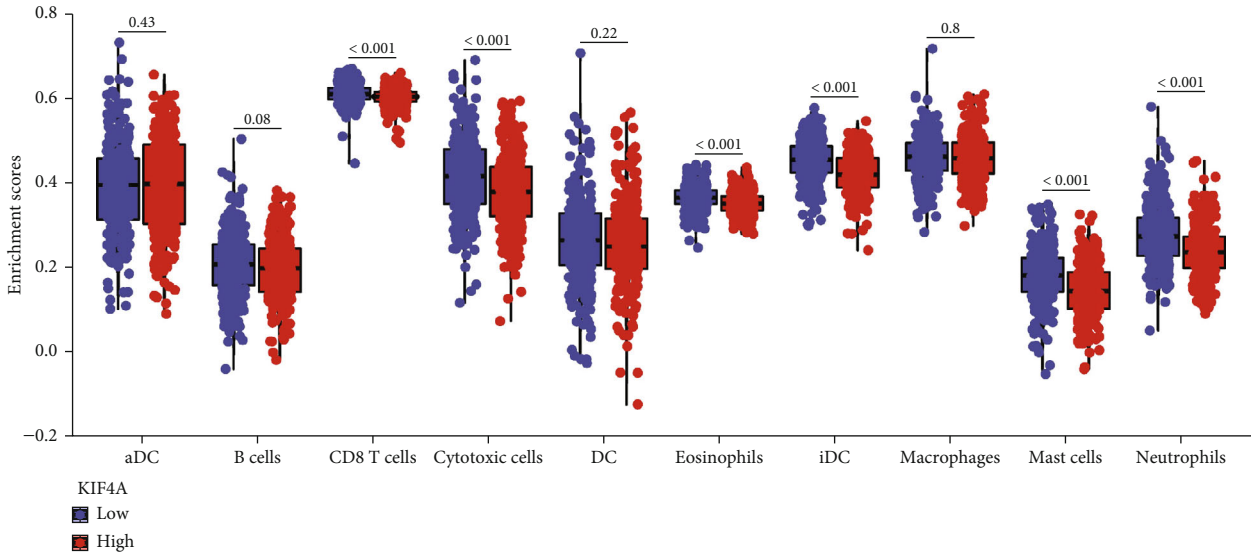 0.8
0.6
0.4
0.2
0.0
−0.2
Enrichment scores
0.43
0.08
< 0.001
< 0.001
0.22
< 0.001
< 0.001
0.8
< 0.001
< 0.001
aDC
B cells
CD8 T cells
Cytotoxic cells
DC
Eosinophils
iDC
Macrophages
Mast cells
Neutrophils
KIF4A
Low
High